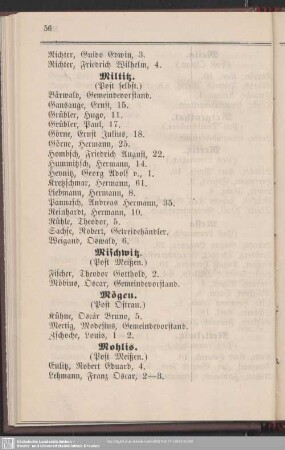 56
Richter, Guido Edwin, 3.
Richter, Friedrich Wilhelm, 4.
Miltitz.
(Post selbst.)
Bärwald, Gemeindevorstand.
Gansauge, Ernst, 15.
Grübler, Hugo, 11.
Grübler, Paul, 17.
Görne, Ernst Julius, 18.
Görne, Hermann, 25.
Hombsch, Friedrich August, 22.
Hummitzsch, Hermann, 14.
Heynitz, Georg Adolf v., 1.
Kretzschmar, Hermann, 61.
Liebmann, Hermann, 8.
Pannasch, Andreas Hermann, 35.
Reinhardt, Hermann, 10.
Rühle, Theodor, 5.
Sachse, Robert, Getreidehändler.
Weigand, Oswald, 6.
Mischwitz.
(Post Meißen.)
Fischer, Theodor Gotthold, 2.
Möbius, Oscar, Gemeindevorstand.
Mögen.
(Post Ostrau.)
Kühne, Oscar Bruno, 5.
Mertig, Modestus, Gemeindevorstand.
Zschoche, Louis, 1–2.
Mohlis.
(Post Meißen.)
Eulitz, Robert Eduard, 4.
Lehmann, Franz Oscar, 2–3.